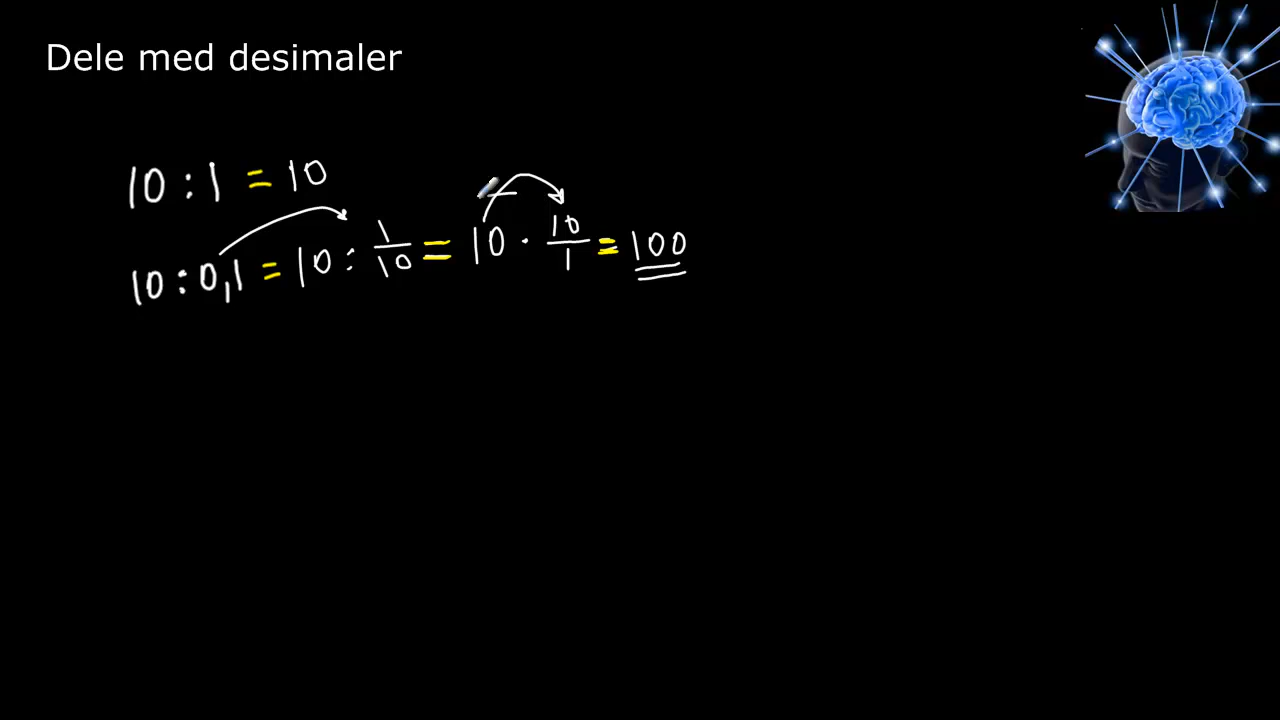 Dele med desimaler
10 : 1 = 10
10 : 0,1 = 10 : 1/10 = 10 · 10/1 = 100